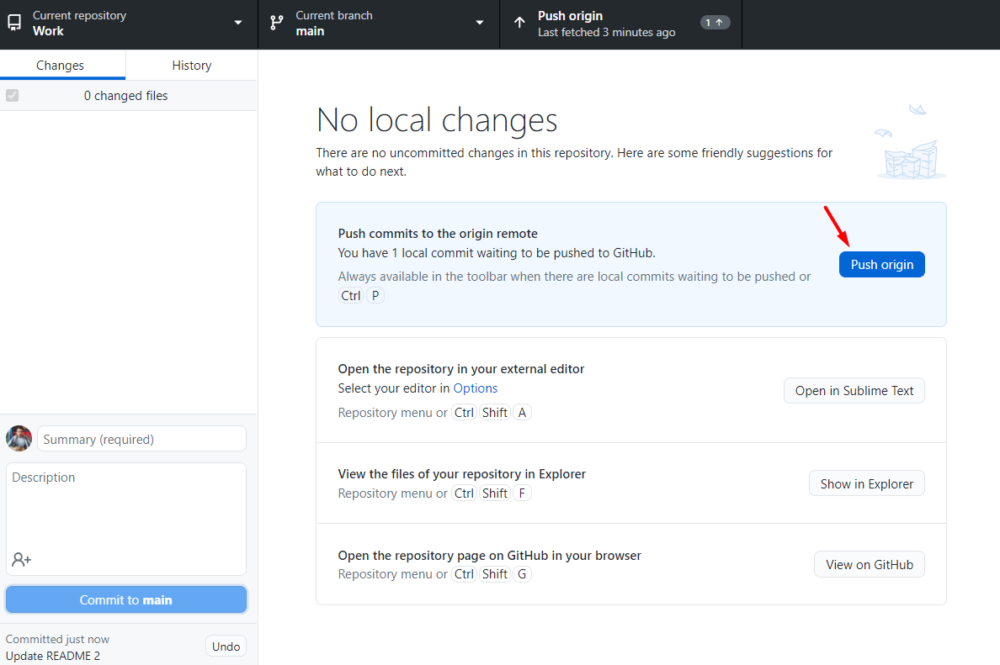 Current repository
Work
Current branch
main
Push origin
Last fetched 3 minutes ago
1
Changes
History
0 changed files
No local changes
There are no uncommitted changes in this repository. Here are some friendly suggestions for
what to do next.
Push commits to the origin remote
You have 1 local commit waiting to be pushed to GitHub.
Always available in the toolbar when there are local commits waiting to be pushed or
Ctrl P
Push origin
Open the repository in your external editor
Select your editor in Options
Repository menu or Ctrl Shift A
Open in Sublime Text
View the files of your repository in Explorer
Repository menu or Ctrl Shift F
Show in Explorer
Open the repository page on GitHub in your browser
Repository menu or Ctrl Shift G
View on GitHub
Summary (required)
Description
Commit to main
Committed just now
Update README 2
Undo